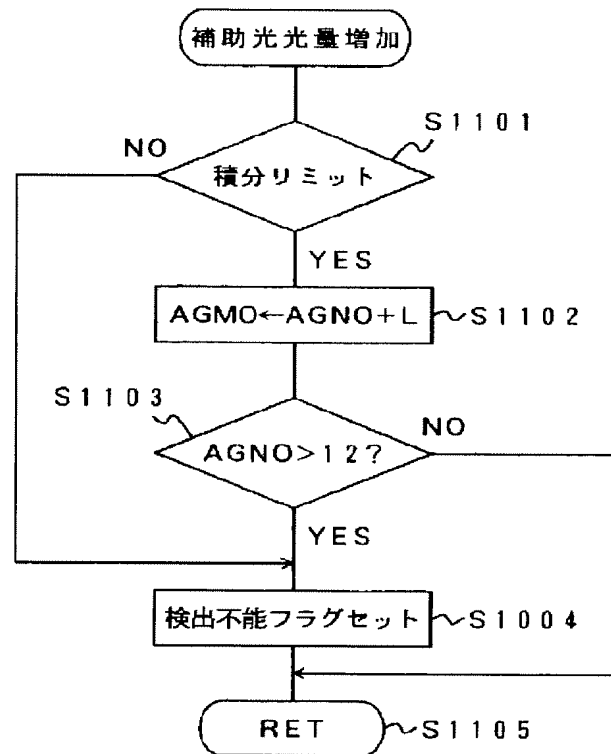 補助光光量増加
S1101
NO
積分リミット
YES
AGMO←AGNO+L
S1102
S1103
NO
AGNO>12?
YES
検出不能フラグセット
S1004
RET
S1105